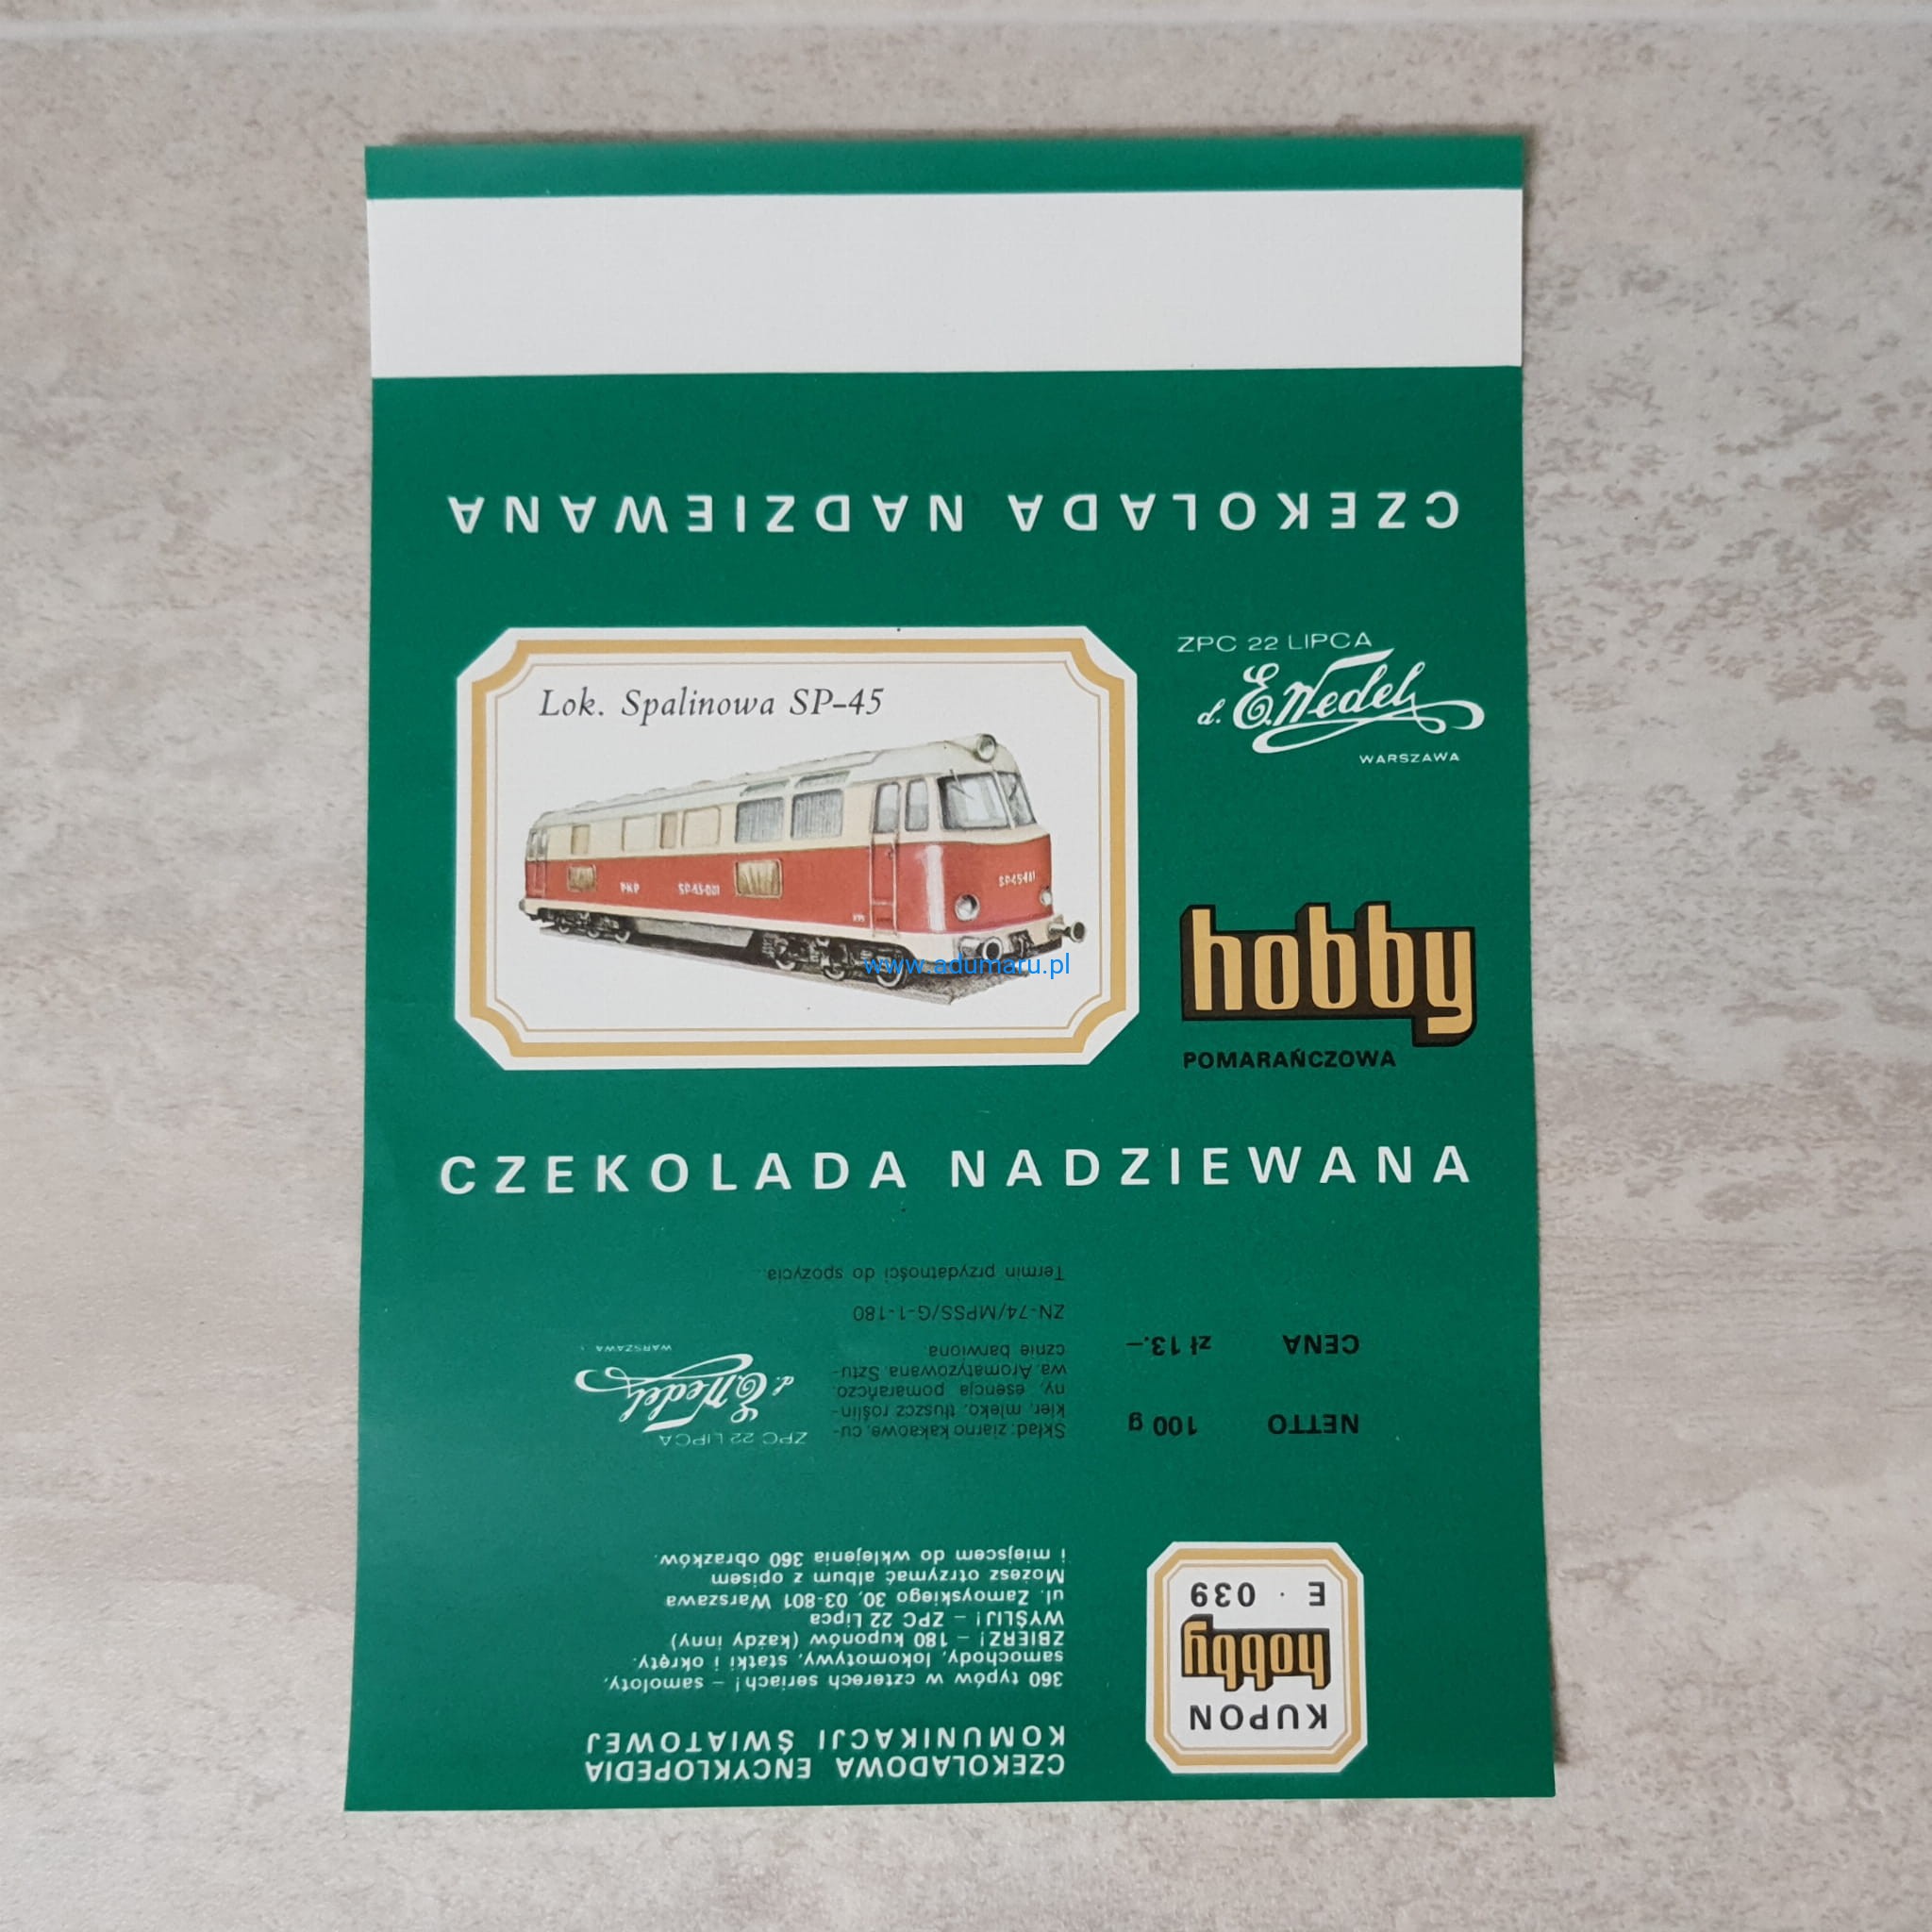 CZEKOLADA NADZIEWANA
Lok. Spalinowa SP-45
PKP SP45-001
SP45-001
www.adumaru.pl
ZPC 22 LIPCA
d. E.Wedel
WARSZAWA
hobby
POMARAŃCZOWA
CZEKOLADA NADZIEWANA
KUPON
hobby
E · 039
CZEKOLADOWA ENCYKLOPEDIA
KOMUNIKACJI ŚWIATOWEJ
360 typów w czterech seriach! – samoloty,
samochody, lokomotywy, statki i okręty.
ZBIERZ! – 180 kuponów (każdy inny)
WYŚLIJ! – ZPC 22 Lipca
ul. Zamoyskiego 30, 03-801 Warszawa
Możesz otrzymać album z opisem
i miejscem do wklejenia 360 obrazków.
NETTO 100 g
CENA zł 13.–
Skład: ziarno kakaowe, cu-
kier, mleko, tłuszcz roślin-
ny, esencja pomarańczo-
wa. Aromatyzowana. Sztu-
cznie barwiona.
ZN-74/MPSS/G-1-180
Termin przydatności do spożycia:
ZPC 22 LIPCA
d. E.Wedel
WARSZAWA